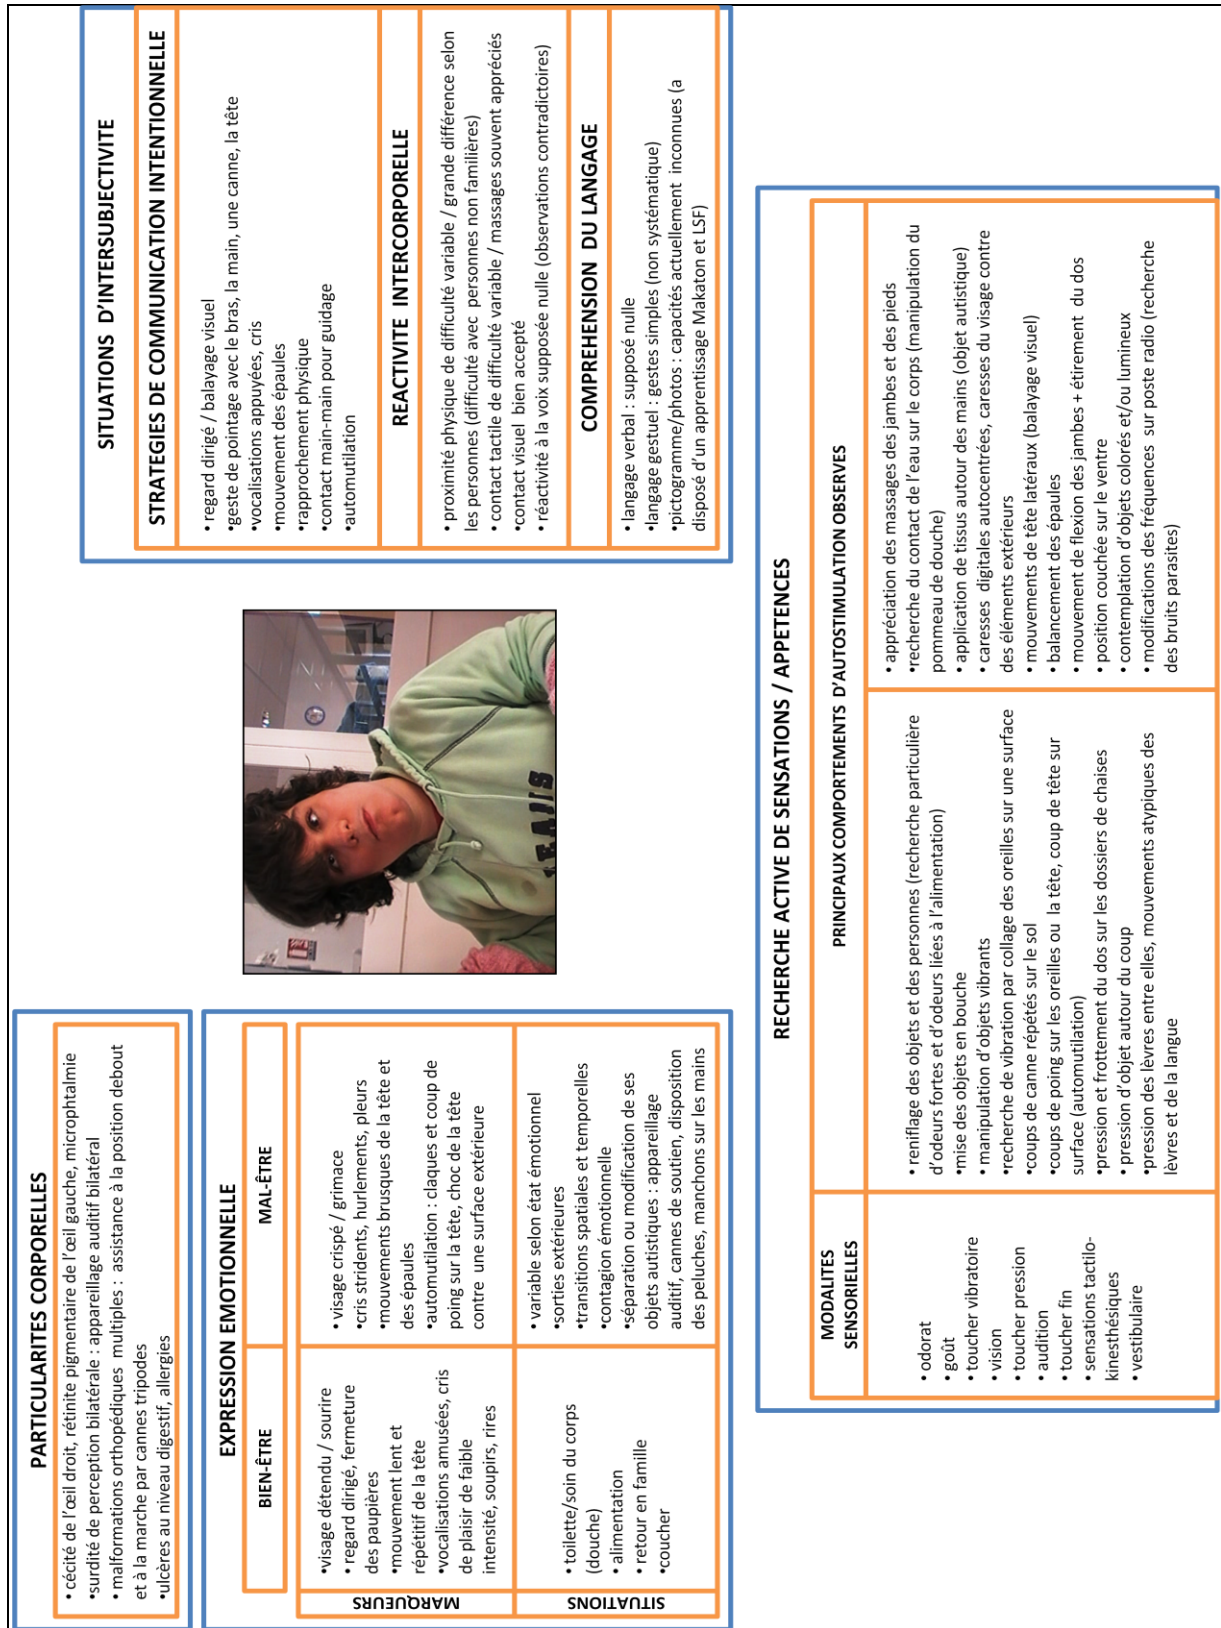 PARTICULARITES CORPORELLES
• cécité de l'œil droit, rétinite pigmentaire de l'œil gauche, microphtalmie
•surdité de perception bilatérale : appareillage auditif bilatéral
• malformations orthopédiques multiples : assistance à la position debout
et à la marche par cannes tripodes
•ulcères au niveau digestif, allergies
EXPRESSION EMOTIONNELLE
BIEN-ÊTRE
MAL-ÊTRE
MARQUEURS
•visage détendu / sourire
• regard dirigé, fermeture
des paupières
•mouvement lent et
répétitif de la tête
•vocalisations amusées, cris
de plaisir de faible
intensité, soupirs, rires
• visage crispé / grimace
•cris stridents, hurlements, pleurs
•mouvements brusques de la tête et
des épaules
•automutilation : claques et coup de
poing sur la tête, choc de la tête
contre une surface extérieure
SITUATIONS
• toilette/soin du corps
(douche)
• alimentation
• retour en famille
•coucher
• variable selon état émotionnel
•sorties extérieures
•transitions spatiales et temporelles
•contagion émotionnelle
•séparation ou modification de ses
objets autistiques : appareillage
auditif, cannes de soutien, disposition
des peluches, manchons sur les mains
SITUATIONS D'INTERSUBJECTIVITE
STRATEGIES DE COMMUNICATION INTENTIONNELLE
• regard dirigé / balayage visuel
•geste de pointage avec le bras, la main, une canne, la tête
•vocalisations appuyées, cris
•mouvement des épaules
•rapprochement physique
•contact main-main pour guidage
•automutilation
REACTIVITE INTERCORPORELLE
• proximité physique de difficulté variable / grande différence selon
les personnes (difficulté avec personnes non familières)
• contact tactile de difficulté variable / massages souvent appréciés
•contact visuel bien accepté
• réactivité à la voix supposée nulle (observations contradictoires)
COMPREHENSION DU LANGAGE
• langage verbal : supposé nulle
•langage gestuel : gestes simples (non systématique)
•pictogramme/photos : capacités actuellement inconnues (a
disposé d'un apprentissage Makaton et LSF)
RECHERCHE ACTIVE DE SENSATIONS / APPETENCES
MODALITES
SENSORIELLES
PRINCIPAUX COMPORTEMENTS D'AUTOSTIMULATION OBSERVES
• odorat
• goût
• toucher vibratoire
• vision
• toucher pression
• audition
• toucher fin
•sensations tactilo-
kinesthésiques
• vestibulaire
• reniflage des objets et des personnes (recherche particulière
d'odeurs fortes et d'odeurs liées à l'alimentation)
•mise des objets en bouche
• manipulation d'objets vibrants
•recherche de vibration par collage des oreilles sur une surface
•coups de canne répétés sur le sol
•coups de poing sur les oreilles ou la tête, coup de tête sur
surface (automutilation)
•pression et frottement du dos sur les dossiers de chaises
• pression d'objet autour du coup
•pression des lèvres entre elles, mouvements atypiques des
lèvres et de la langue
• appréciation des massages des jambes et des pieds
•recherche du contact de l'eau sur le corps (manipulation du
pommeau de douche)
• application de tissus autour des mains (objet autistique)
• caresses digitales autocentrées, caresses du visage contre
des éléments extérieurs
• mouvements de tête latéraux (balayage visuel)
• balancement des épaules
• mouvement de flexion des jambes + étirement du dos
• position couchée sur le ventre
• contemplation d'objets colorés et/ou lumineux
• modifications des fréquences sur poste radio (recherche
des bruits parasites)